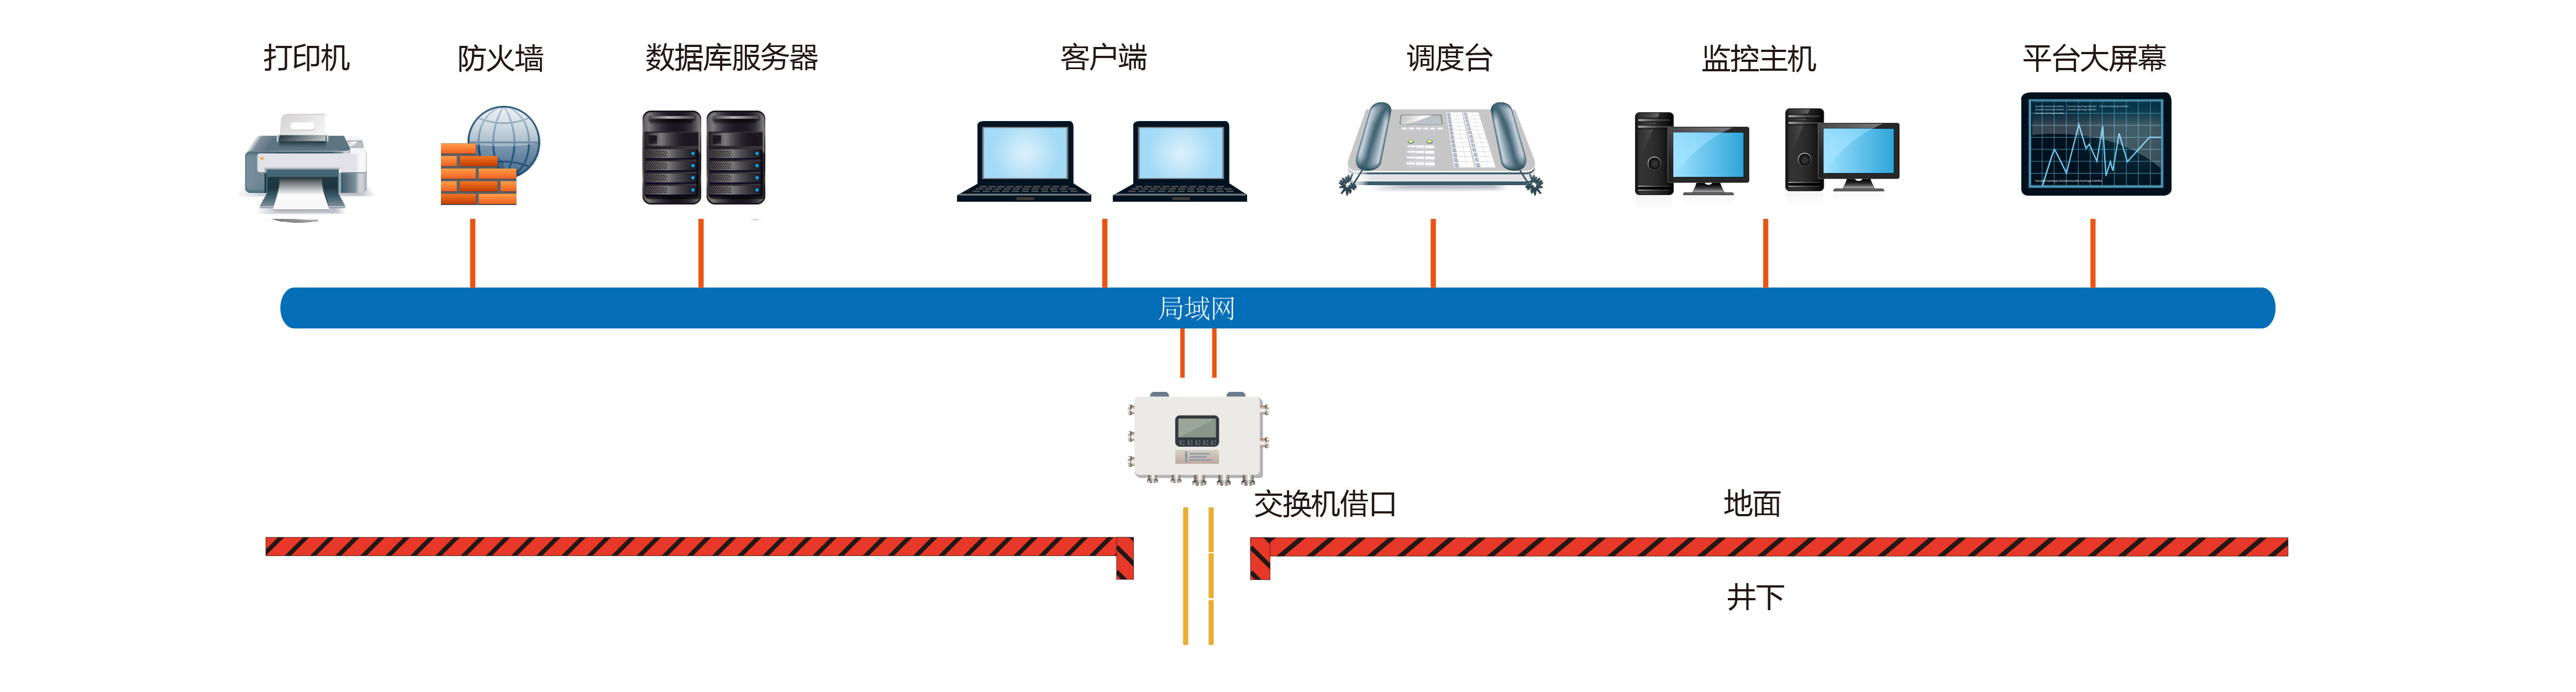 打印机
防火墙
数据库服务器
客户端
调度台
监控主机
平台大屏幕
局域网
交换机借口
地面
井下